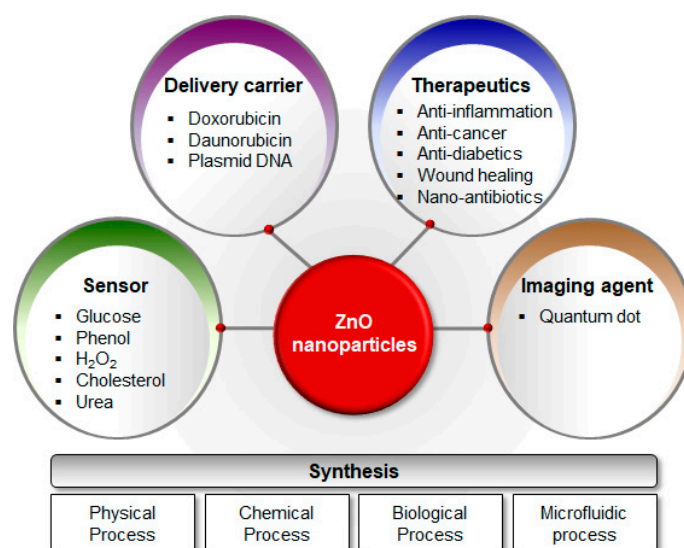 Delivery carrier
▪ Doxorubicin
▪ Daunorubicin
▪ Plasmid DNA
Therapeutics
▪ Anti-inflammation
▪ Anti-cancer
▪ Anti-diabetics
▪ Wound healing
▪ Nano-antibiotics
Sensor
▪ Glucose
▪ Phenol
▪ H₂O₂
▪ Cholesterol
▪ Urea
ZnO
nanoparticles
Imaging agent
▪ Quantum dot
Synthesis
Physical
Process
Chemical
Process
Biological
Process
Microfluidic
process